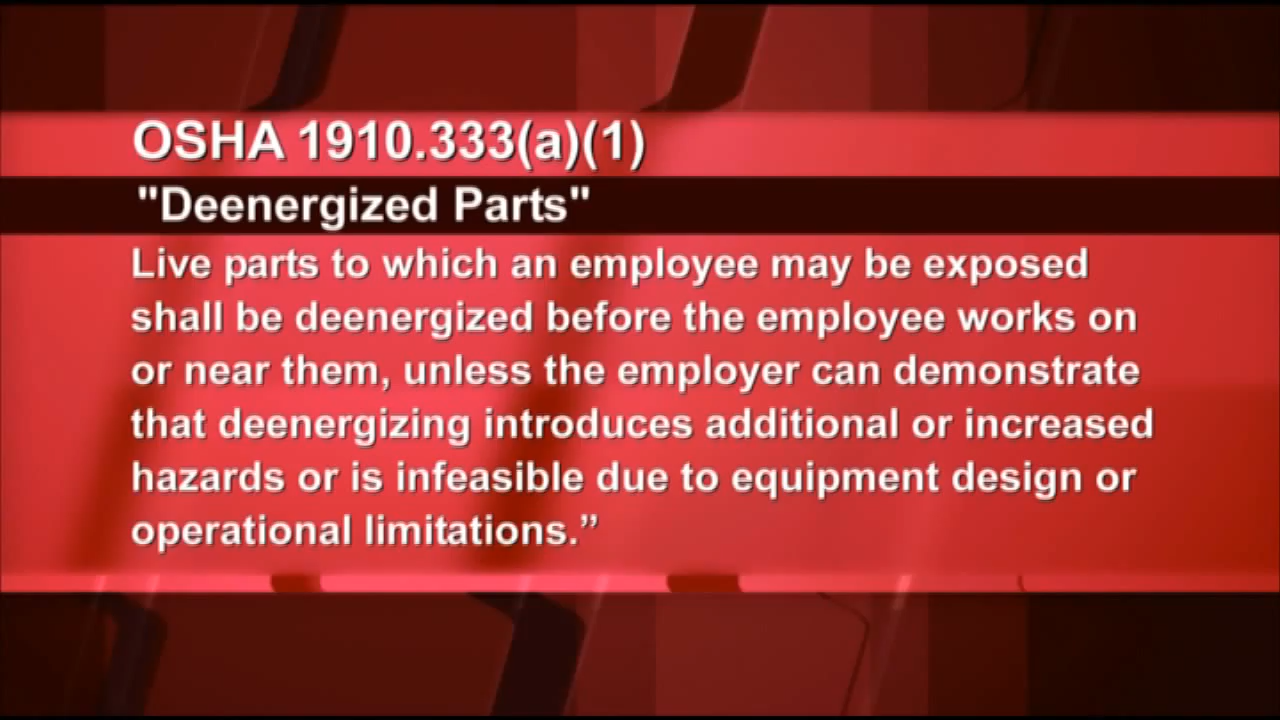 OSHA 1910.333(a)(1)
"Deenergized Parts"
Live parts to which an employee may be exposed
shall be deenergized before the employee works on
or near them, unless the employer can demonstrate
that deenergizing introduces additional or increased
hazards or is infeasible due to equipment design or
operational limitations.”